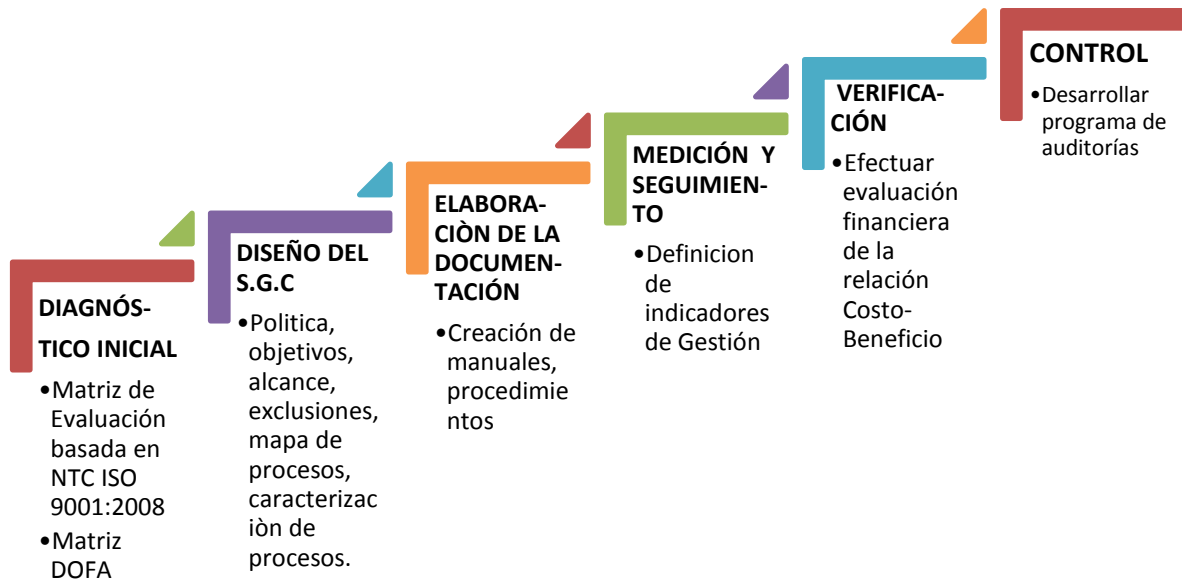 DIAGNÓS-
TICO INICIAL
•Matriz de
Evaluación
basada en
NTC ISO
9001:2008
•Matriz
DOFA
DISEÑO DEL
S.G.C
•Politica,
objetivos,
alcance,
exclusiones,
mapa de
procesos,
caracterizac
iòn de
procesos.
ELABORA-
CIÒN DE LA
DOCUMEN-
TACIÓN
•Creación de
manuales,
procedimie
ntos
MEDICIÓN Y
SEGUIMIEN-
TO
•Definicion
de
indicadores
de Gestión
VERIFICA-
CIÓN
•Efectuar
evaluación
financiera
de la
relación
Costo-
Beneficio
CONTROL
•Desarrollar
programa de
auditorías